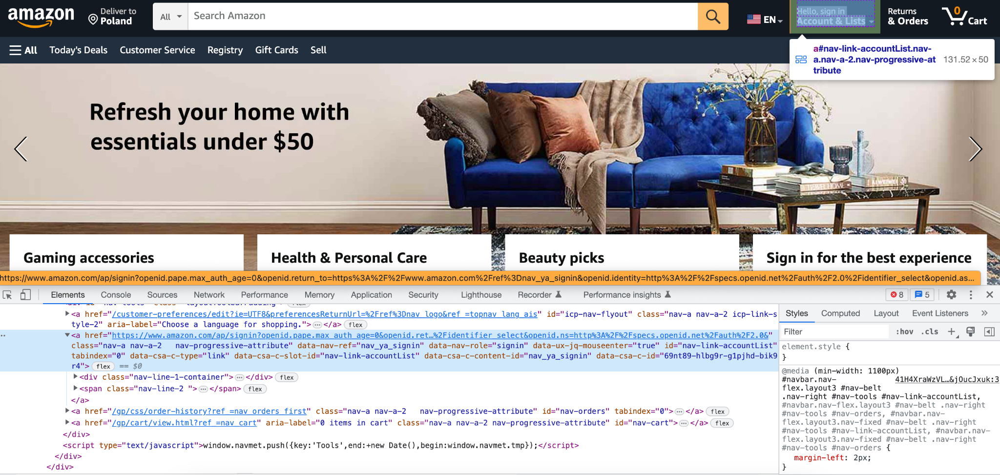 amazon
Deliver to
Poland
All
Search Amazon
EN
Hello, sign in
Account & Lists
Returns
& Orders
0
Cart
All
Today's Deals
Customer Service
Registry
Gift Cards
Sell
a#nav-link-accountList.nav-
a.nav-a-2.nav-progressive-at
tribute
131.52 × 50
Refresh your home with
essentials under $50
TRAVEL HOME
Gaming accessories
Health & Personal Care
Beauty picks
Sign in for the best experience
https://www.amazon.com/ap/signin?openid.pape.max_auth_age=0&openid.return_to=https%3A%2F%2Fwww.amazon.com%2Fref%3Dnav_ya_signin&openid.identity=http%3A%2F%2Fspecs.openid.net%2Fauth%2F2.0%2Fidentifier_select&openid.as...
Elements
Console
Sources
Network
Performance
Memory
Application
Security
Lighthouse
Recorder
Performance insights
8
5
<a href="/customer-preferences/edit?ie=UTF8&preferencesReturnUrl=%2Fref%3Dnav_logo&ref_=topnav_lang_ais" id="icp-nav-flyout" class="nav-a nav-a-2 icp-link-s
tyle-2" aria-label="Choose a language for shopping.">…</a> flex
<a href="https://www.amazon.com/ap/signin?openid.pape.max_auth_age=0&openid.ret…%2Fidentifier_select&openid.ns=http%3A%2F%2Fspecs.openid.net%2Fauth%2F2.0&"
class="nav-a nav-a-2   nav-progressive-attribute" data-nav-ref="nav_ya_signin" data-nav-role="signin" data-ux-jq-mouseenter="true" id="nav-link-accountList"
tabindex="0" data-csa-c-type="link" data-csa-c-slot-id="nav-link-accountList" data-csa-c-content-id="nav_ya_signin" data-csa-c-id="69nt89-hlbg9r-g1pjhd-bik9
r4"> flex == $0
<div class="nav-line-1-container">…</div> flex
<span class="nav-line-2 ">…</span> flex
</a>
<a href="/gp/css/order-history?ref_=nav_orders_first" class="nav-a nav-a-2   nav-progressive-attribute" id="nav-orders" tabindex="0">…</a> flex
<a href="/gp/cart/view.html?ref_=nav_cart" aria-label="0 items in cart" class="nav-a nav-a-2 nav-progressive-attribute" id="nav-cart">…</a> flex
</div>
<script type="text/javascript">window.navmet.push({key:'Tools',end:+new Date(),begin:window.navmet.tmp});</script>
</div>
</div>
Styles
Computed
Layout
Event Listeners
Filter
:hov
.cls
element.style {
}
@media (min-width: 1100px)
#navbar.nav-
41H4XraWzVL…&jOucJxuk:3
flex.layout3 #nav-belt
.nav-right #nav-tools #nav-link-accountList,
#navbar.nav-flex.layout3 #nav-belt .nav-right
#nav-tools #nav-orders, #navbar.nav-
flex.layout3.nav-fixed #nav-belt .nav-right
#nav-tools #nav-link-accountList, #navbar.nav-
flex.layout3.nav-fixed #nav-belt .nav-right
#nav-tools #nav-orders {
margin-left: 2px;
}